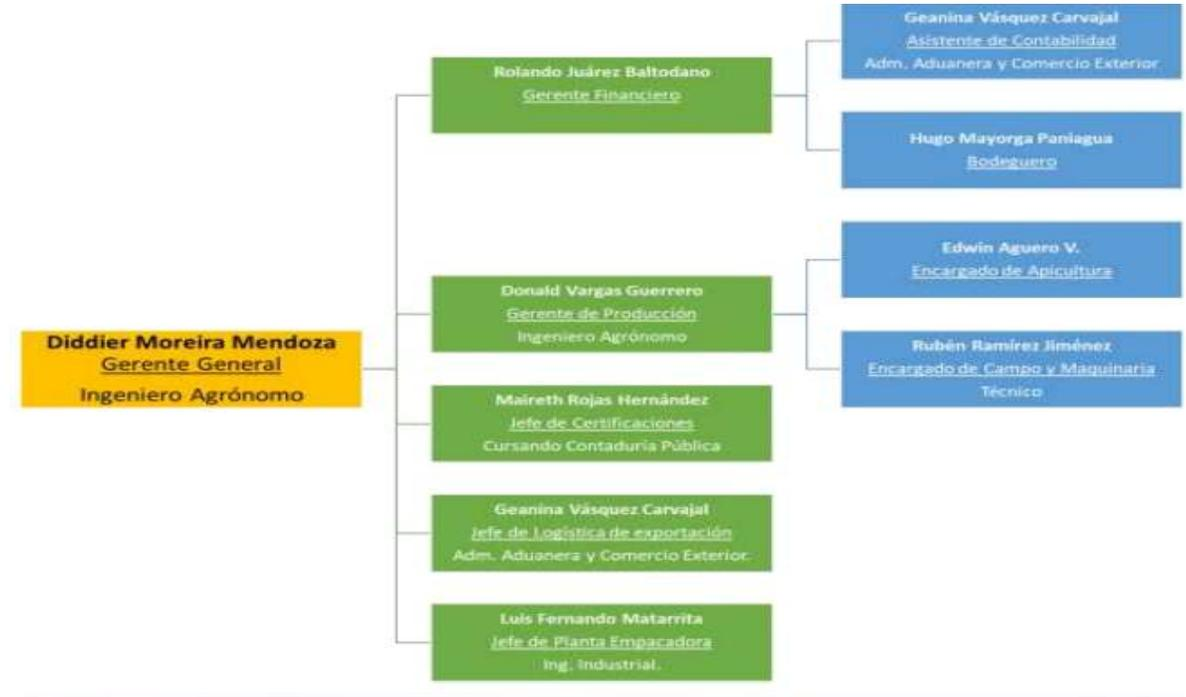 Diddier Moreira Mendoza
Gerente General
Ingeniero Agrónomo
Rolando Juárez Baltodano
Gerente Financiero
Geanina Vásquez Carvajal
Asistente de Contabilidad
Adm. Aduanera y Comercio Exterior
Hugo Mayorga Paniagua
Bodeguero
Donald Vargas Guerrero
Gerente de Producción
Ingeniero Agrónomo
Edwin Aguero V.
Encargado de Apicultura
Rubén Ramírez Jiménez
Encargado de Campo y Maquinaria
Técnico
Maireth Rojas Hernández
Jefe de Certificaciones
Cursando Contaduría Pública
Geanina Vásquez Carvajal
Jefe de Logística de exportación
Adm. Aduanera y Comercio Exterior.
Luis Fernando Matarrita
Jefe de Planta Empacadora
Ing. Industrial.